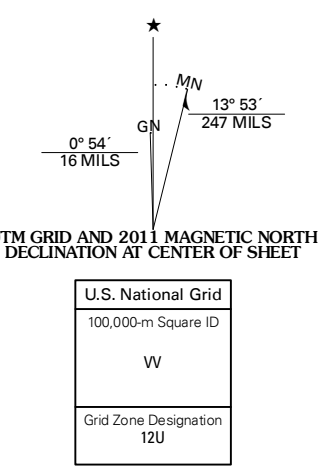 ★
MN
GN
13° 53´
247 MILS
0° 54´
16 MILS
UTM GRID AND 2011 MAGNETIC NORTH
DECLINATION AT CENTER OF SHEET
U.S. National Grid
100,000-m Square ID
VV
Grid Zone Designation
12U